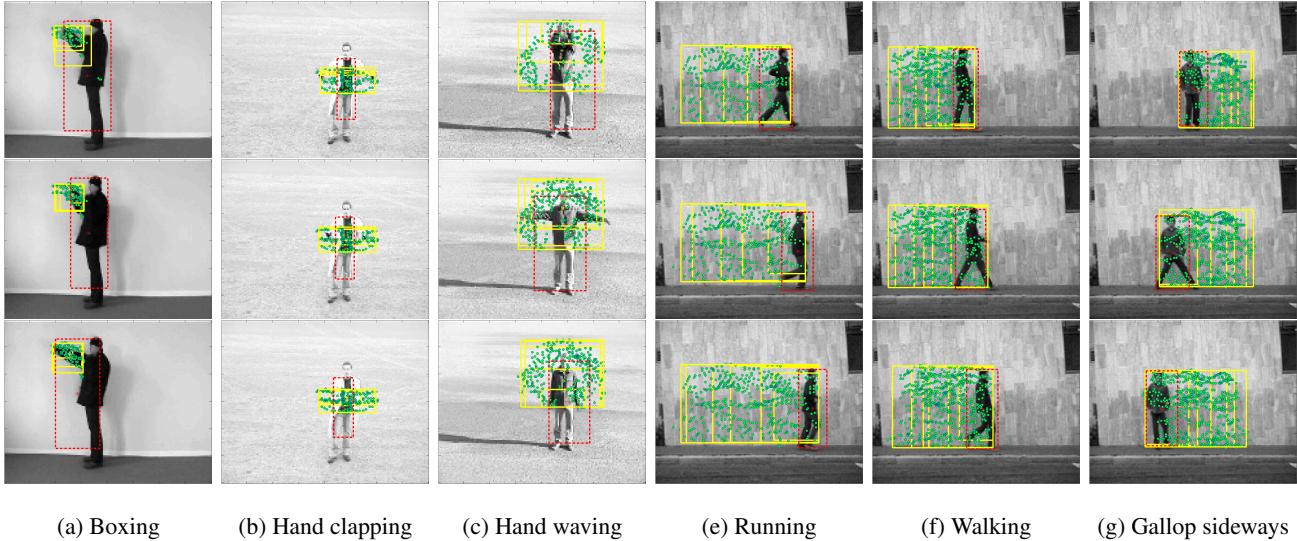 (a) Boxing
(b) Hand clapping
(c) Hand waving
(e) Running
(f) Walking
(g) Gallop sideways